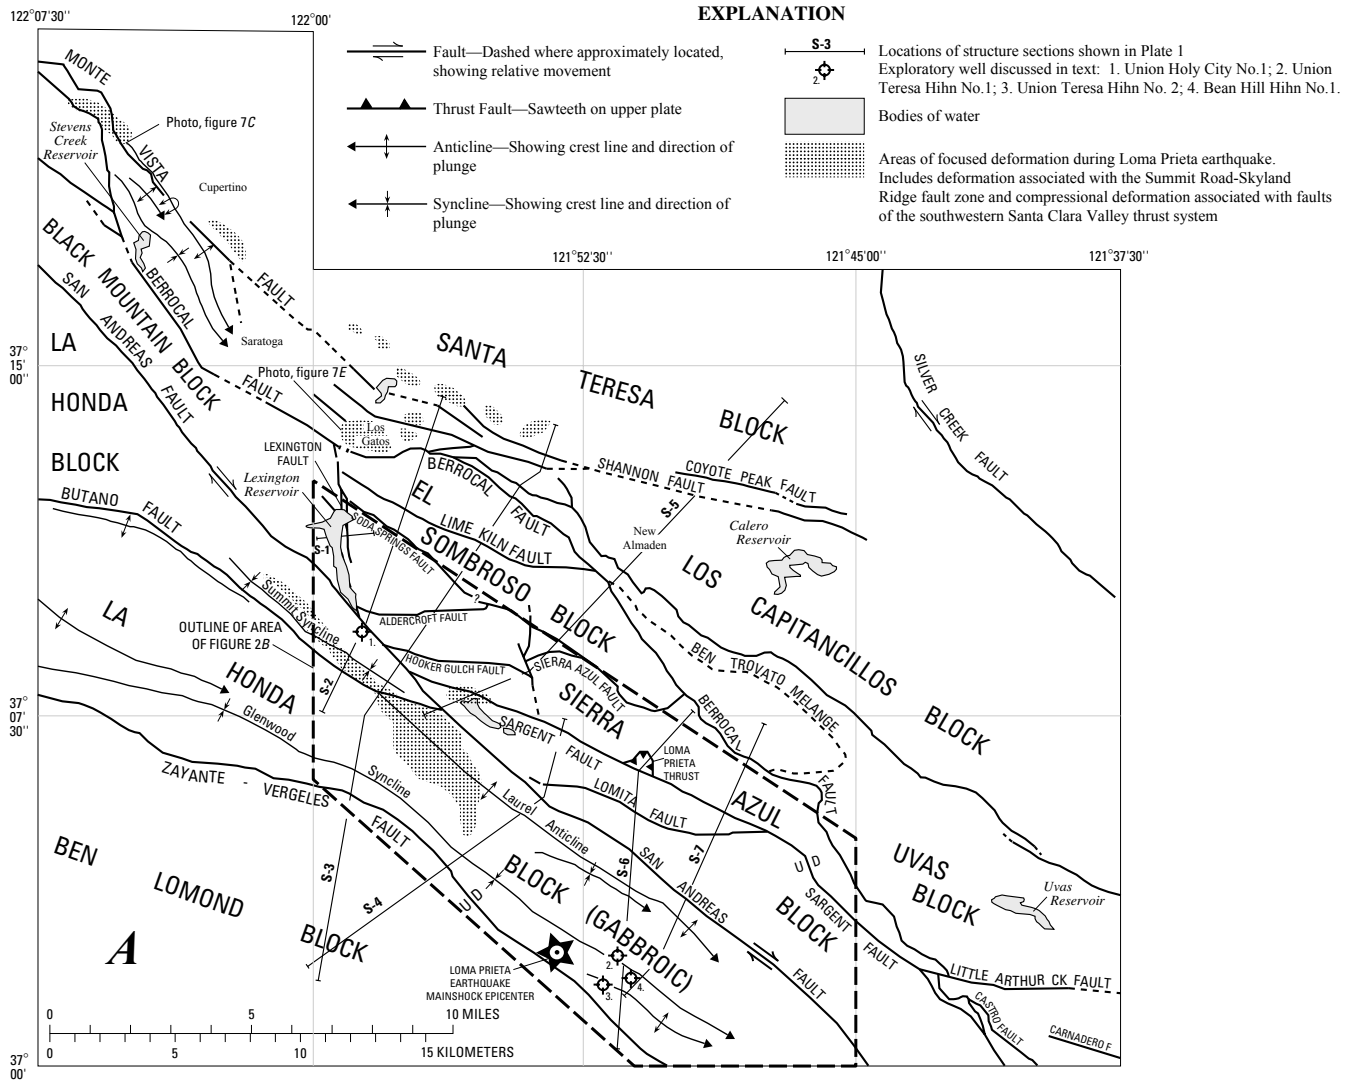 EXPLANATION
122°07'30''
122°00'
Fault—Dashed where approximately located,
showing relative movement
Thrust Fault—Sawteeth on upper plate
Anticline—Showing crest line and direction of
plunge
Syncline—Showing crest line and direction of
plunge
S-3
Locations of structure sections shown in Plate 1
2.
Exploratory well discussed in text: 1. Union Holy City No.1; 2. Union
Teresa Hihn No.1; 3. Union Teresa Hihn No. 2; 4. Bean Hill Hihn No.1.
Bodies of water
Areas of focused deformation during Loma Prieta earthquake.
Includes deformation associated with the Summit Road-Skyland
Ridge fault zone and compressional deformation associated with faults
of the southwestern Santa Clara Valley thrust system
121°52'30''
121°45'00''
121°37'30''
MONTE
VISTA
FAULT
Photo, figure 7C
Stevens
Creek
Reservoir
Cupertino
BLACK MOUNTAIN BLOCK
BERROCAL
FAULT
SAN
ANDREAS
FAULT
Saratoga
37°
15'
00''
LA
HONDA
BLOCK
Photo, figure 7E
SANTA
TERESA
BLOCK
SILVER
CREEK
FAULT
Los
Gatos
LEXINGTON
FAULT
Lexington
Reservoir
BERROCAL
FAULT
SHANNON FAULT
COYOTE PEAK FAULT
BUTANO
FAULT
EL
SOMBROSO
BLOCK
LIME KILN FAULT
SODA SPRINGS FAULT
S-1
S-5
New
Almaden
Calero
Reservoir
LOS
CAPITANCILLOS
BLOCK
Summit Syncline
?
ALDERCROFT FAULT
1.
LA
HONDA
OUTLINE OF AREA
OF FIGURE 2B
HOOKER GULCH FAULT
SIERRA AZUL FAULT
BEN TROVATO MELANGE
S-2
SIERRA
AZUL
BLOCK
37°
07'
30''
Glenwood
Syncline
SARGENT
FAULT
BERROCAL
FAULT
LOMA
PRIETA
THRUST
ZAYANTE - VERGELES
FAULT
LOMITA
FAULT
Laurel
Anticline
BEN
LOMOND
BLOCK
S-3
S-4
S-6
S-7
SAN
ANDREAS
FAULT
BLOCK
(GABBROIC)
U D
U D
SARGENT
FAULT
UVAS
BLOCK
Uvas
Reservoir
A
LOMA PRIETA
EARTHQUAKE
MAINSHOCK EPICENTER
2.
3.
4.
LITTLE ARTHUR CK FAULT
CASTRO FAULT
CARNADERO F
0 5 10 MILES
0 5 10 15 KILOMETERS
37°
00'